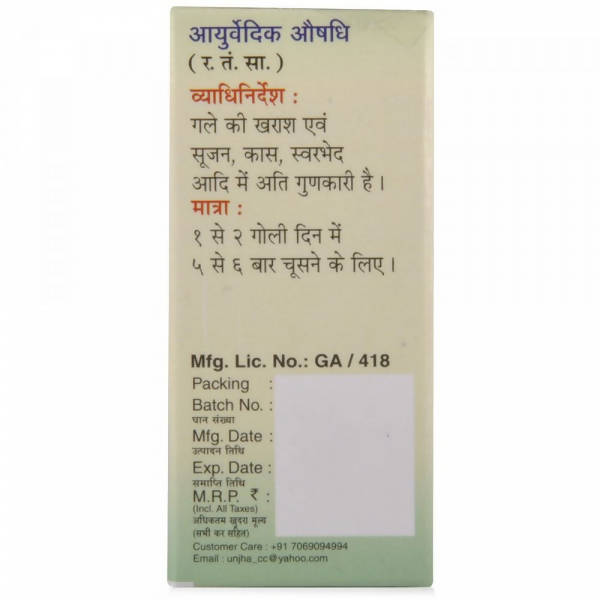 आयुर्वेदिक औषधि
( र. तं. सा. )
व्याधिनिर्देश :
गले की खराश एवं
सूजन, कास, स्वरभेद
आदि में अति गुणकारी है।
मात्रा :
१ से २ गोली दिन में
५ से ६ बार चूसने के लिए।
Mfg. Lic. No.: GA / 418
Packing :
Batch No. :
घान संख्या
Mfg. Date :
उत्पादन तिथि
Exp. Date :
समाप्ति तिथि
M.R.P. ₹ :
(Incl. All Taxes)
अधिकतम खुदरा मूल्य
(सभी कर सहित)
Customer Care : +91 7069094994
Email : unjha_cc@yahoo.com